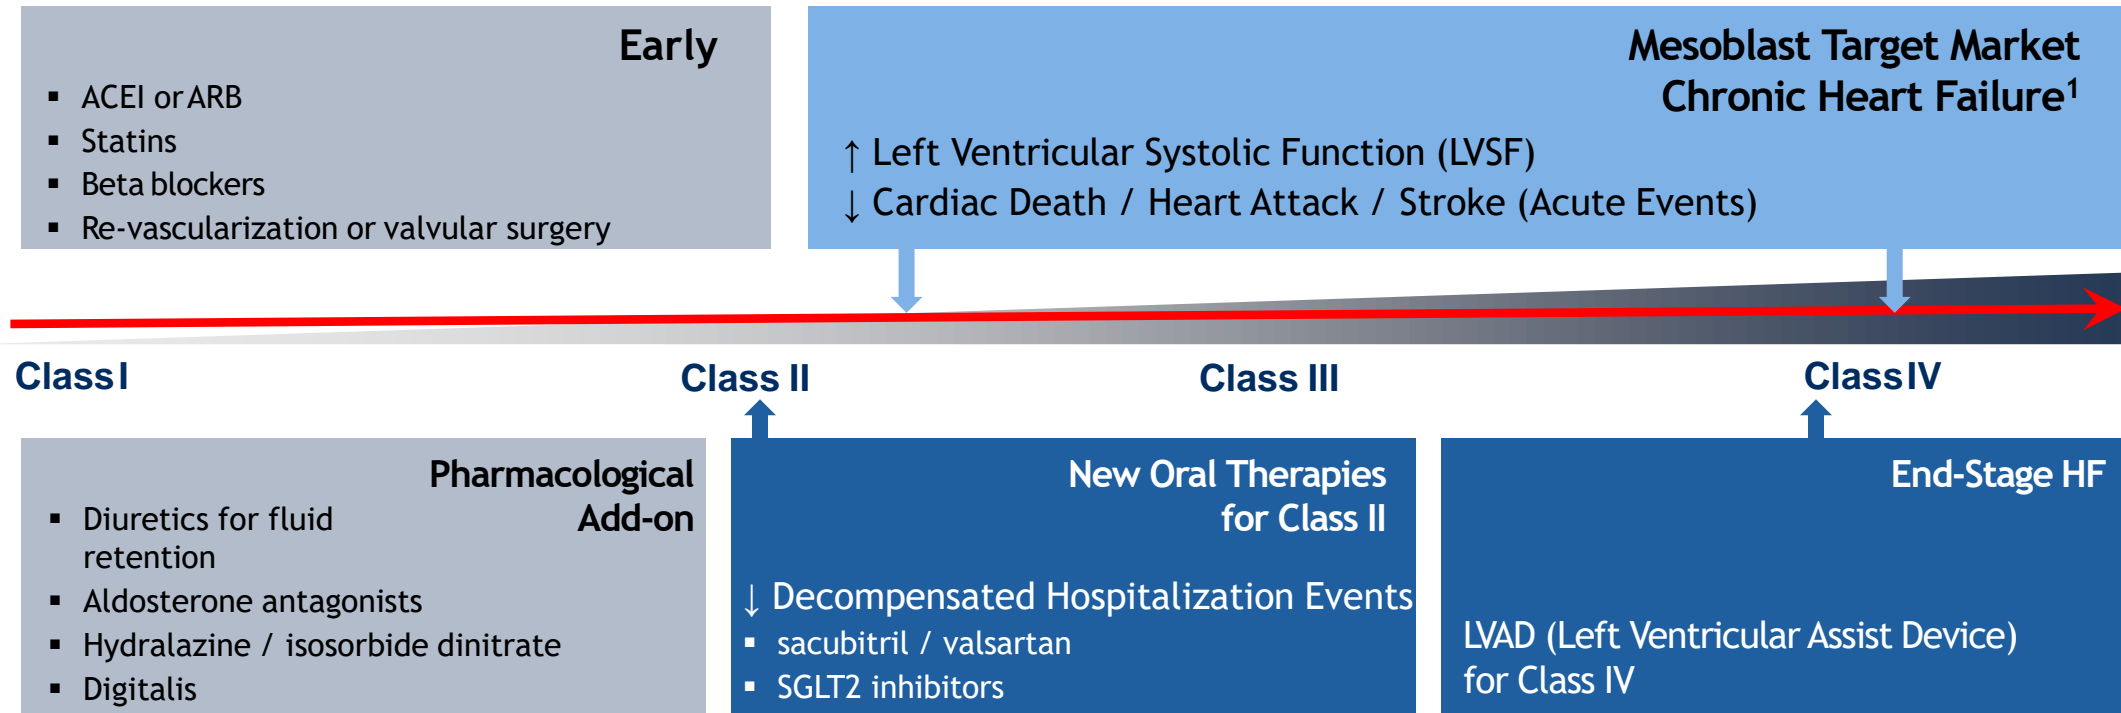 Early
▪ ACEI or ARB
▪ Statins
▪ Beta blockers
▪ Re-vascularization or valvular surgery
Mesoblast Target Market
Chronic Heart Failure¹
↑ Left Ventricular Systolic Function (LVSF)
↓ Cardiac Death / Heart Attack / Stroke (Acute Events)
Class I
Class II
Class III
Class IV
Pharmacological
Add-on
▪ Diuretics for fluid
retention
▪ Aldosterone antagonists
▪ Hydralazine / isosorbide dinitrate
▪ Digitalis
New Oral Therapies
for Class II
↓ Decompensated Hospitalization Events
▪ sacubitril / valsartan
▪ SGLT2 inhibitors
End-Stage HF
LVAD (Left Ventricular Assist Device)
for Class IV